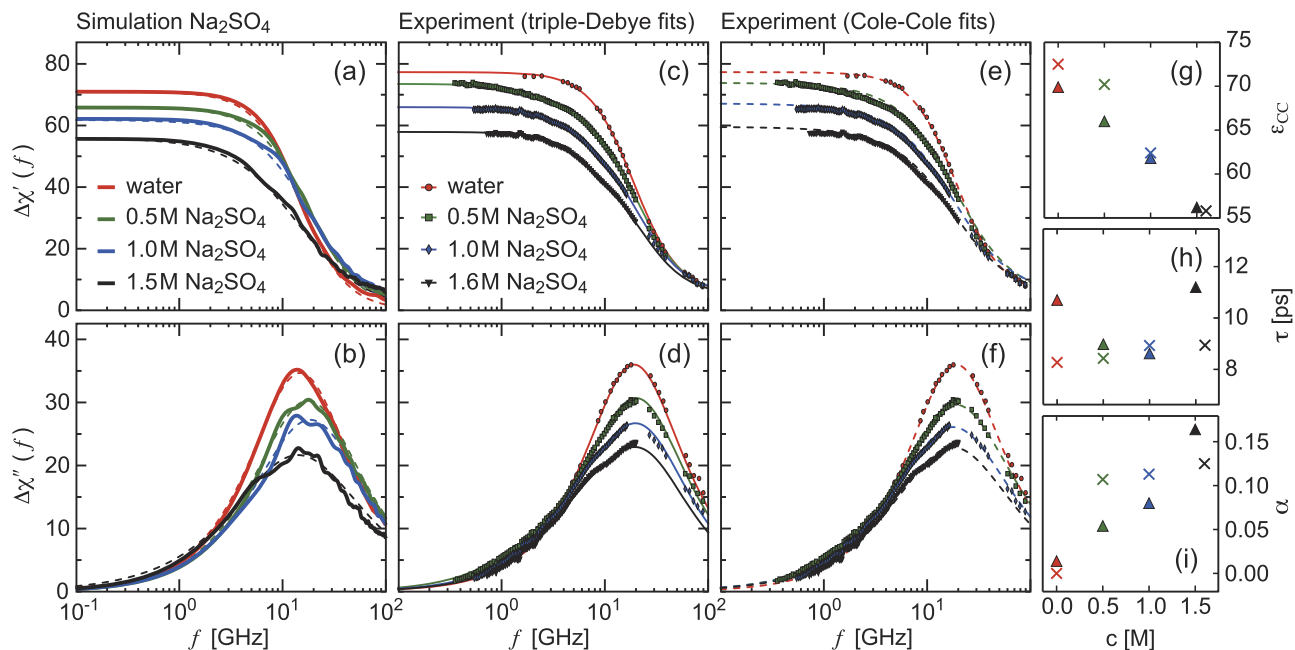 Simulation Na₂SO₄
Experiment (triple-Debye fits)
Experiment (Cole-Cole fits)
80
60
40
20
0
Δχ′ (f)
(a)
water
0.5M Na₂SO₄
1.0M Na₂SO₄
1.5M Na₂SO₄
(c)
water
0.5M Na₂SO₄
1.0M Na₂SO₄
1.6M Na₂SO₄
(e)
(g)
75
70
65
60
55
εCC
(h)
12
10
8
τ [ps]
40
30
20
10
0
Δχ″ (f)
(b)
(d)
(f)
(i)
0.15
0.10
0.05
0.00
α
10⁻¹ 10⁰ 10¹ 10² 10⁰ 10¹ 10² 10⁰ 10¹
0.0 0.5 1.0 1.5
f [GHz]
f [GHz]
f [GHz]
c [M]